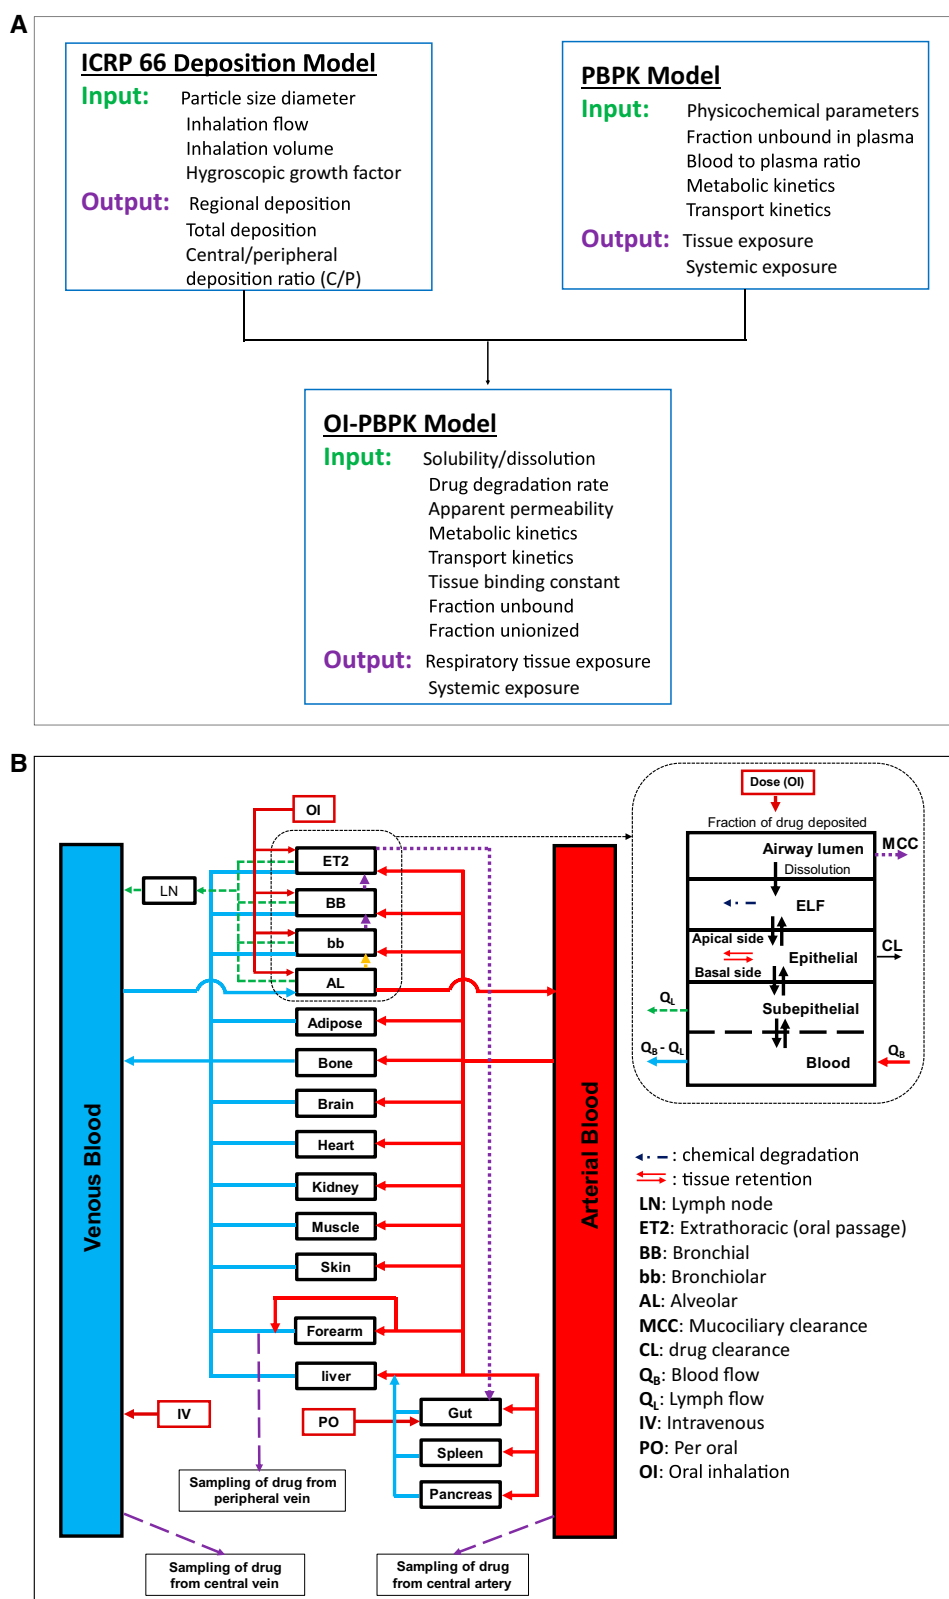 A
ICRP 66 Deposition Model
Input: Particle size diameter
Inhalation flow
Inhalation volume
Hygroscopic growth factor
Output: Regional deposition
Total deposition
Central/peripheral
deposition ratio (C/P)
PBPK Model
Input: Physicochemical parameters
Fraction unbound in plasma
Blood to plasma ratio
Metabolic kinetics
Transport kinetics
Output: Tissue exposure
Systemic exposure
OI-PBPK Model
Input: Solubility/dissolution
Drug degradation rate
Apparent permeability
Metabolic kinetics
Transport kinetics
Tissue binding constant
Fraction unbound
Fraction unionized
Output: Respiratory tissue exposure
Systemic exposure
B
Venous Blood
OI
ET2
LN
BB
bb
AL
Adipose
Bone
Brain
Heart
Kidney
Muscle
Skin
Forearm
liver
IV
PO
Gut
Spleen
Pancreas
Sampling of drug from
peripheral vein
Sampling of drug
from central vein
Sampling of drug
from central artery
Arterial Blood
Dose (OI)
Fraction of drug deposited
Airway lumen
MCC
Dissolution
ELF
Apical side
Epithelial
CL
Basal side
QL
Subepithelial
QB - QL
Blood
QB
: chemical degradation
: tissue retention
LN: Lymph node
ET2: Extrathoracic (oral passage)
BB: Bronchial
bb: Bronchiolar
AL: Alveolar
MCC: Mucociliary clearance
CL: drug clearance
QB: Blood flow
QL: Lymph flow
IV: Intravenous
PO: Per oral
OI: Oral inhalation